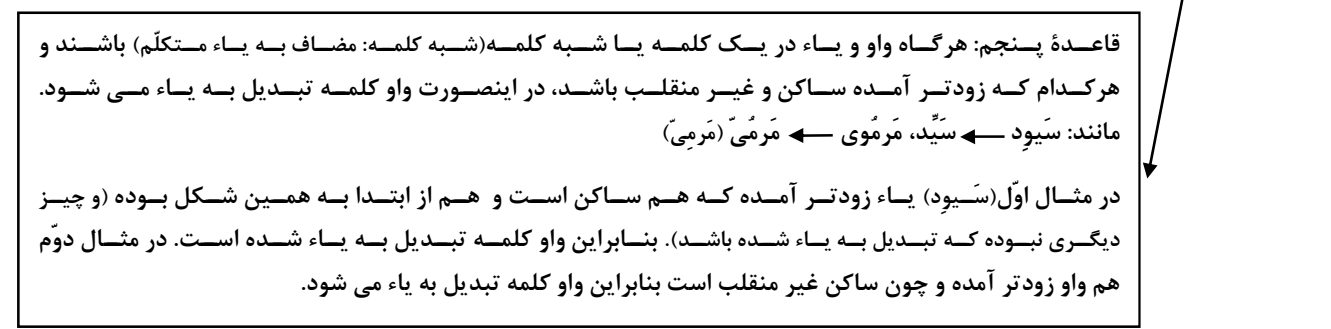 قاعدهٔ پنجم: هرگاه واو و یاء در یک کلمه یا شبه کلمه(شبه کلمه: مضاف به یاء متکلّم) باشند و
هرکدام که زودتر آمده ساکن و غیر منقلب باشد، در اینصورت واو کلمه تبدیل به یاء می شود.
مانند: سَیوِد ← سَیِّد، مَرمُوی ← مَرمُیّ (مَرمِیّ)
در مثال اوّل(سَیوِد) یاء زودتر آمده که هم ساکن است و هم از ابتدا به همین شکل بوده (و چیز
دیگری نبوده که تبدیل به یاء شده باشد). بنابراین واو کلمه تبدیل به یاء شده است. در مثال دوّم
هم واو زودتر آمده و چون ساکن غیر منقلب است بنابراین واو کلمه تبدیل به یاء می شود.